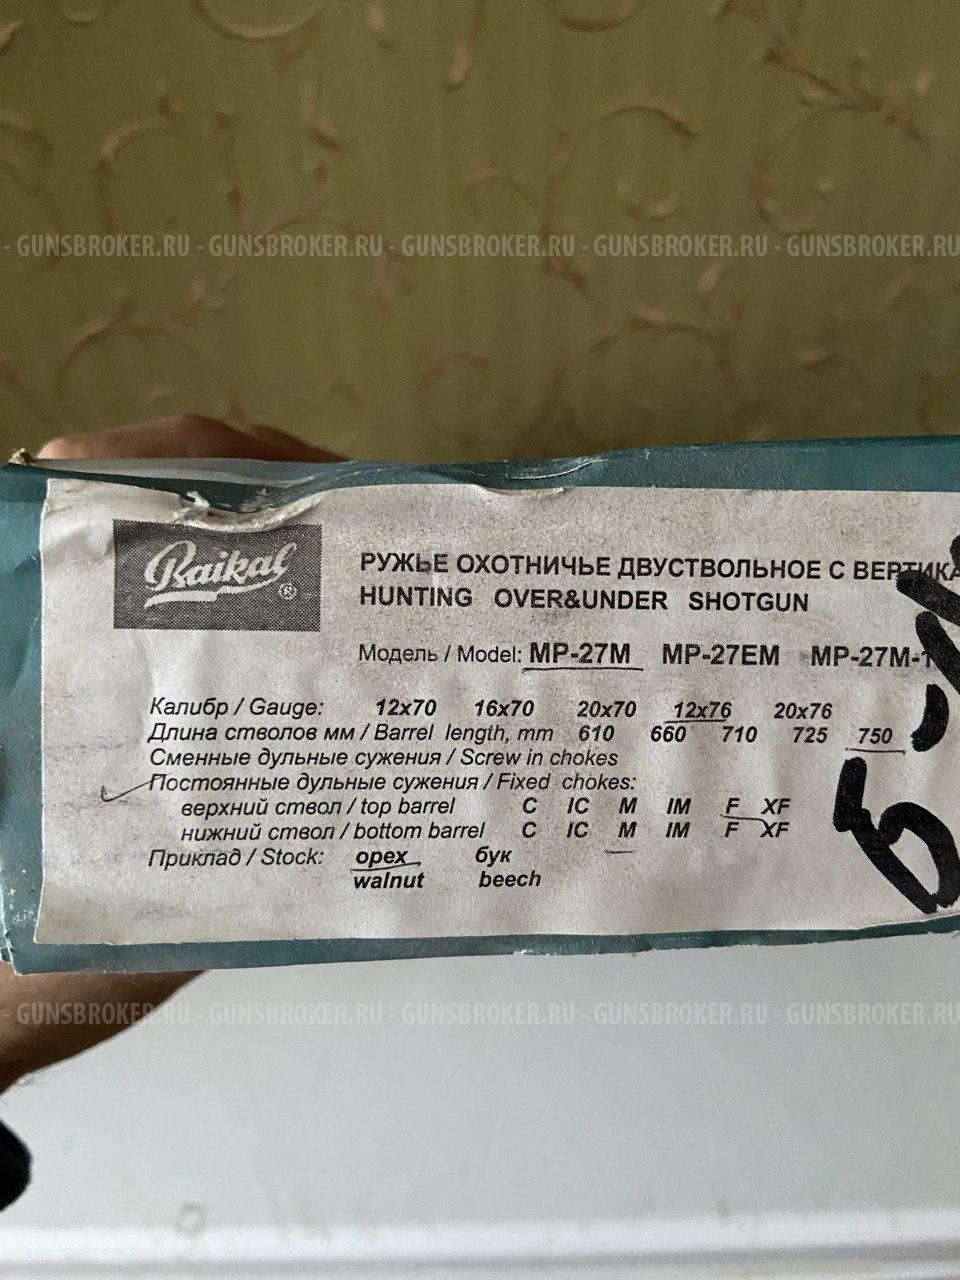 - GUNSBROKER.RU - GUNSBROKER.RU - GUNSBROKER.RU - GUNSBROKER.RU - GUNSBROKER.RU
Baikal ®
РУЖЬЕ ОХОТНИЧЬЕ ДВУСТВОЛЬНОЕ С ВЕРТИКА
HUNTING OVER&UNDER SHOTGUN
Модель / Model: MP-27M MP-27EM MP-27M-1
Калибр / Gauge: 12x70 16x70 20x70 12x76 20x76
Длина стволов мм / Barrel length, mm 610 660 710 725 750
Сменные дульные сужения / Screw in chokes
Постоянные дульные сужения / Fixed chokes:
верхний ствол / top barrel C IC M IM F XF
нижний ствол / bottom barrel C IC M IM F XF
Приклад / Stock: орех бук
walnut beech
- GUNSBROKER.RU - GUNSBROKER.RU - GUNSBROKER.RU - GUNSBROKER.RU - GUNSBROKER.RU